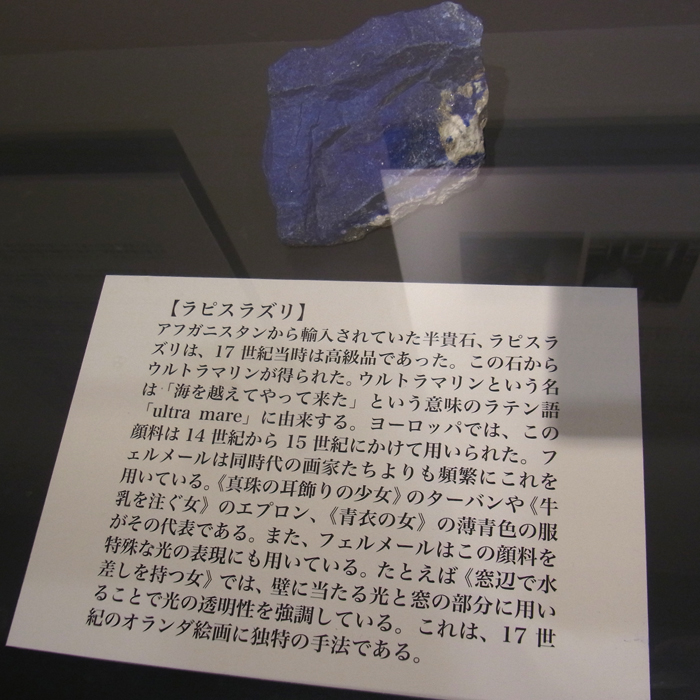 【ラピスラズリ】
アフガニスタンから輸入されていた半貴石、ラピスラ
ズリは、17 世紀当時は高級品であった。この石から
ウルトラマリンが得られた。ウルトラマリンという名
は「海を越えてやって来た」という意味のラテン語
「ultra mare」に由来する。ヨーロッパでは、この
顔料は 14 世紀から 15 世紀にかけて用いられた。フ
ェルメールは同時代の画家たちよりも頻繁にこれを
用いている。《真珠の耳飾りの少女》のターバンや《牛
乳を注ぐ女》のエプロン、《青衣の女》の薄青色の服
がその代表である。また、フェルメールはこの顔料を
特殊な光の表現にも用いている。たとえば《窓辺で水
差しを持つ女》では、壁に当たる光と窓の部分に用い
ることで光の透明性を強調している。これは、17 世
紀のオランダ絵画に独特の手法である。